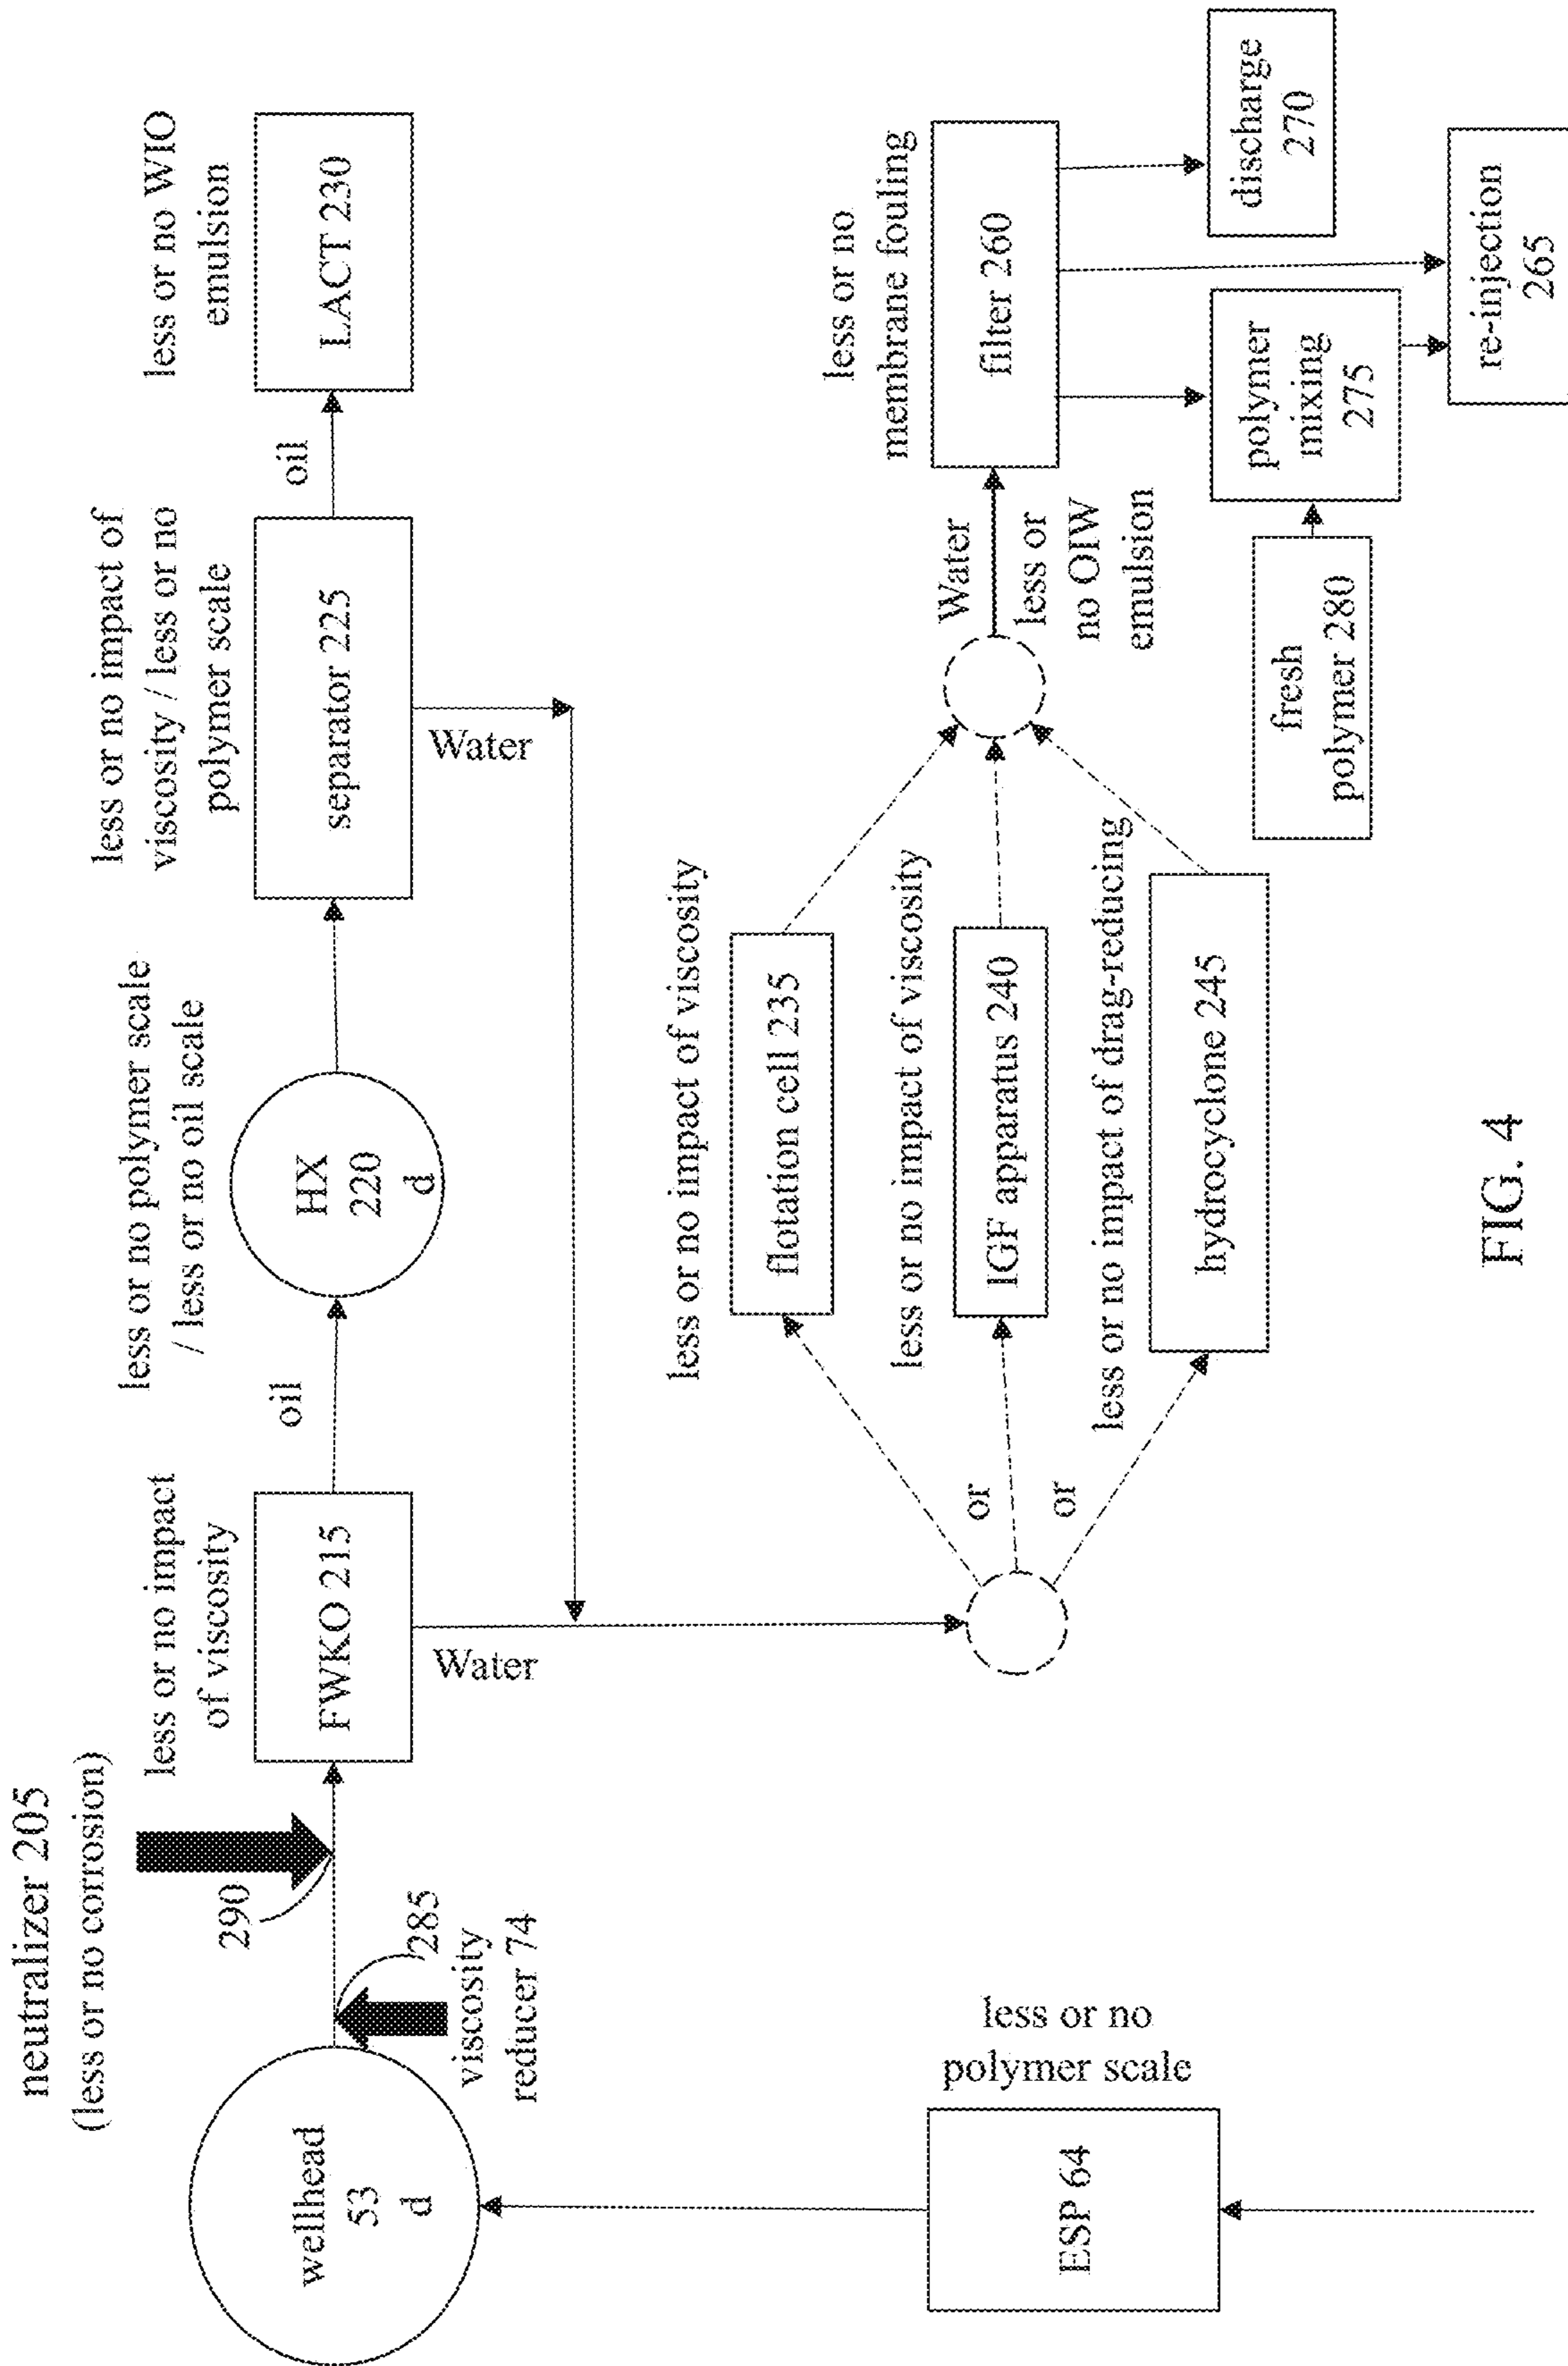 neutralizer 205
(less or no corrosion)
290
285
viscosity
reducer 74
wellhead
53
d
less or no
polymer scale
ESP 64
less or no impact
of viscosity
FWKO 215
Water
oil
less or no polymer scale
/ less or no oil scale
HX
220
d
less or no impact of
viscosity / less or no
polymer scale
separator 225
Water
oil
less or no WIO
emulsion
LACT 230
or
or
less or no impact of viscosity
flotation cell 235
less or no impact of viscosity
IGF apparatus 240
less or no impact of drag-reducing
hydrocyclone 245
Water
less or
no OIW
emulsion
less or no
membrane fouling
filter 260
fresh
polymer 280
polymer
mixing
275
discharge
270
re-injection
265
FIG. 4